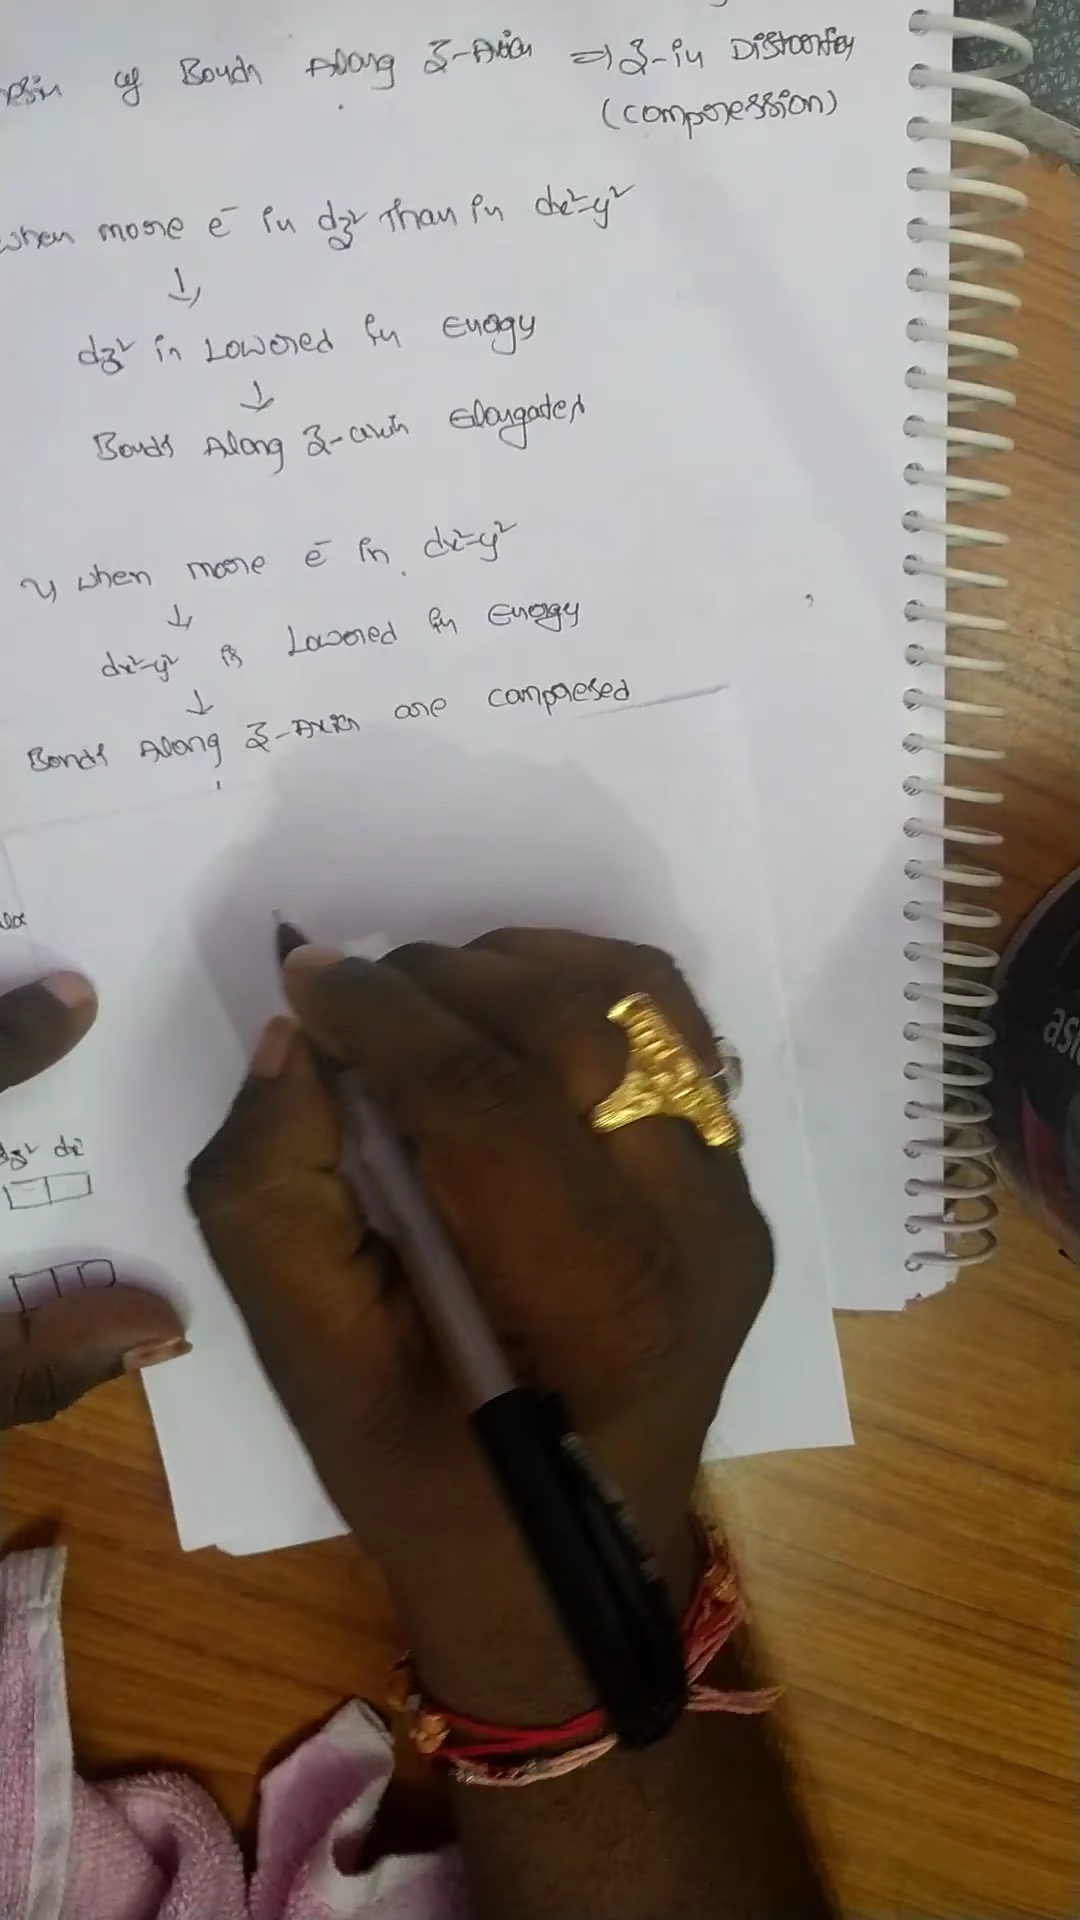 of Bonds Along Z-Axis ⇒ Z-in Distortion
(compression)
when more e⁻ in dz² Than in dx²-y²
↓
dz² in Lowered in Energy
↓
Bonds Along Z-axis Elongated
when more e⁻ in dx²-y²
↓
dx²-y² is Lowered in Energy
↓
Bonds Along Z-Axis are compresed
dz² dx²